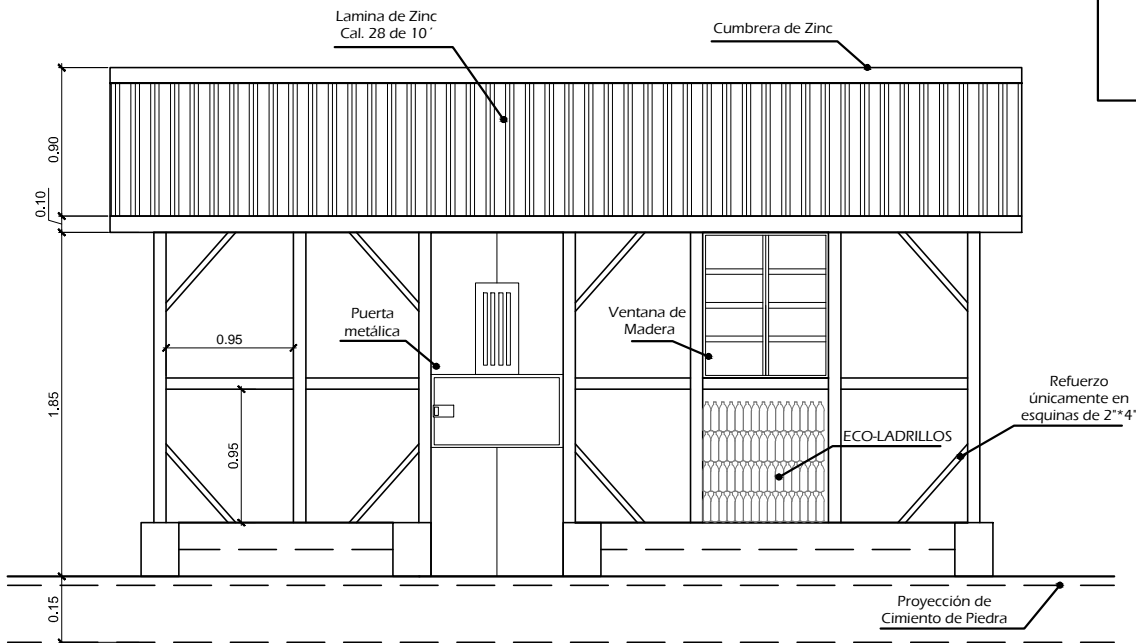 Lamina de Zinc
Cal. 28 de 10´
Cumbrera de Zinc
0.90
0.10
Puerta
metálica
Ventana de
Madera
0.95
1.85
Refuerzo
únicamente en
esquinas de 2"*4"
0.95
ECO-LADRILLOS
0.15
Proyección de
Cimiento de Piedra